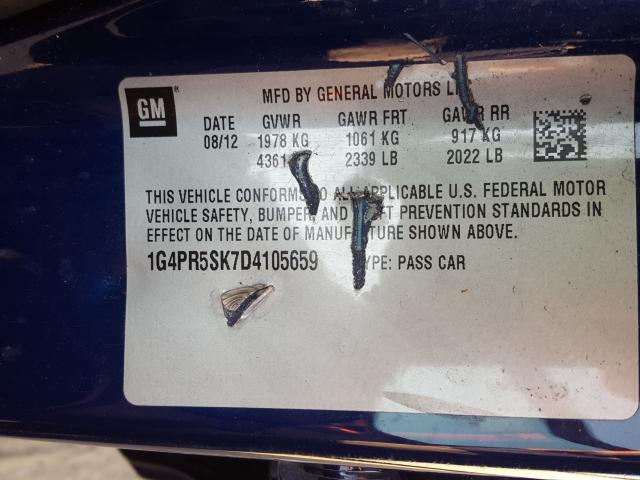 GM
MFD BY GENERAL MOTORS
DATE GVWR GAWR FRT GAWR RR
08/12 1978 KG 1061 KG 917 KG
4361 2339 LB 2022 LB
THIS VEHICLE CONFORMS TO ALL APPLICABLE U.S. FEDERAL MOTOR
VEHICLE SAFETY, BUMPER, AND THEFT PREVENTION STANDARDS IN
EFFECT ON THE DATE OF MANUFACTURE SHOWN ABOVE.
1G4PR5SK7D4105659 TYPE: PASS CAR